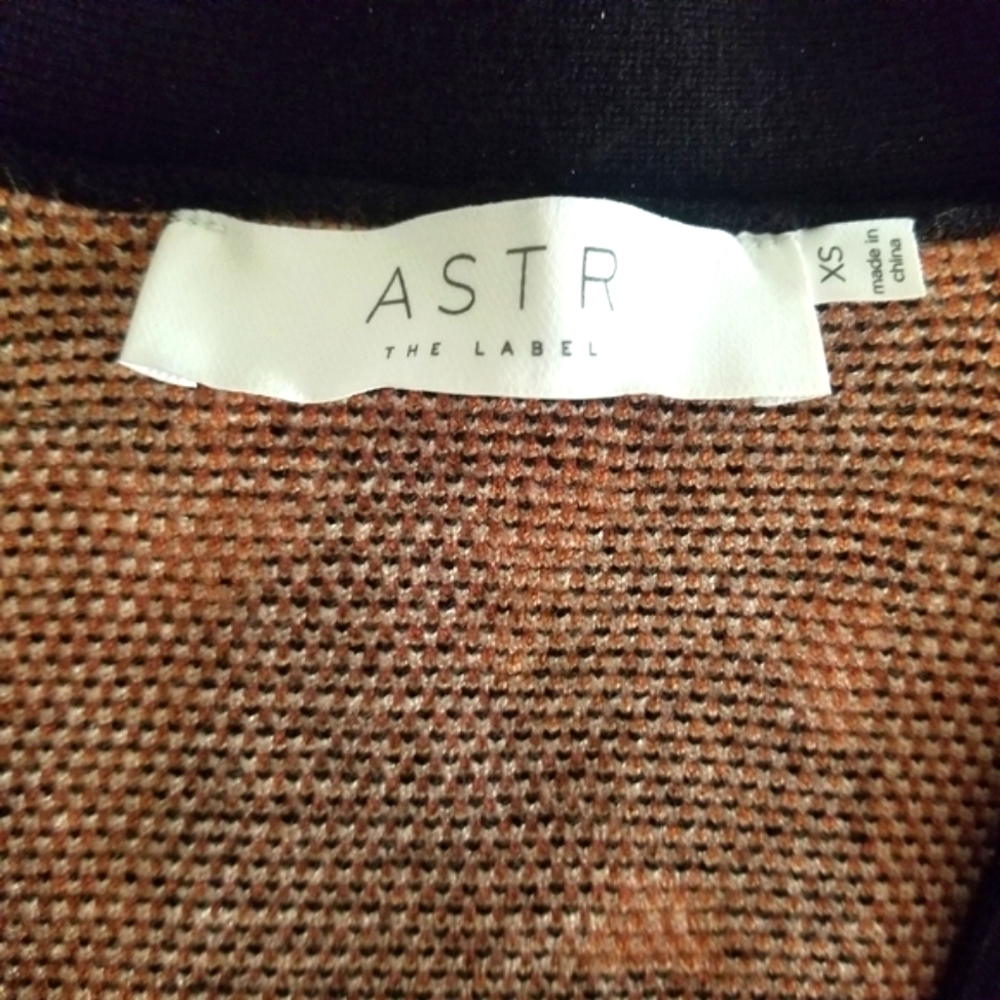 ASTR
THE LABEL
XS
made in
china